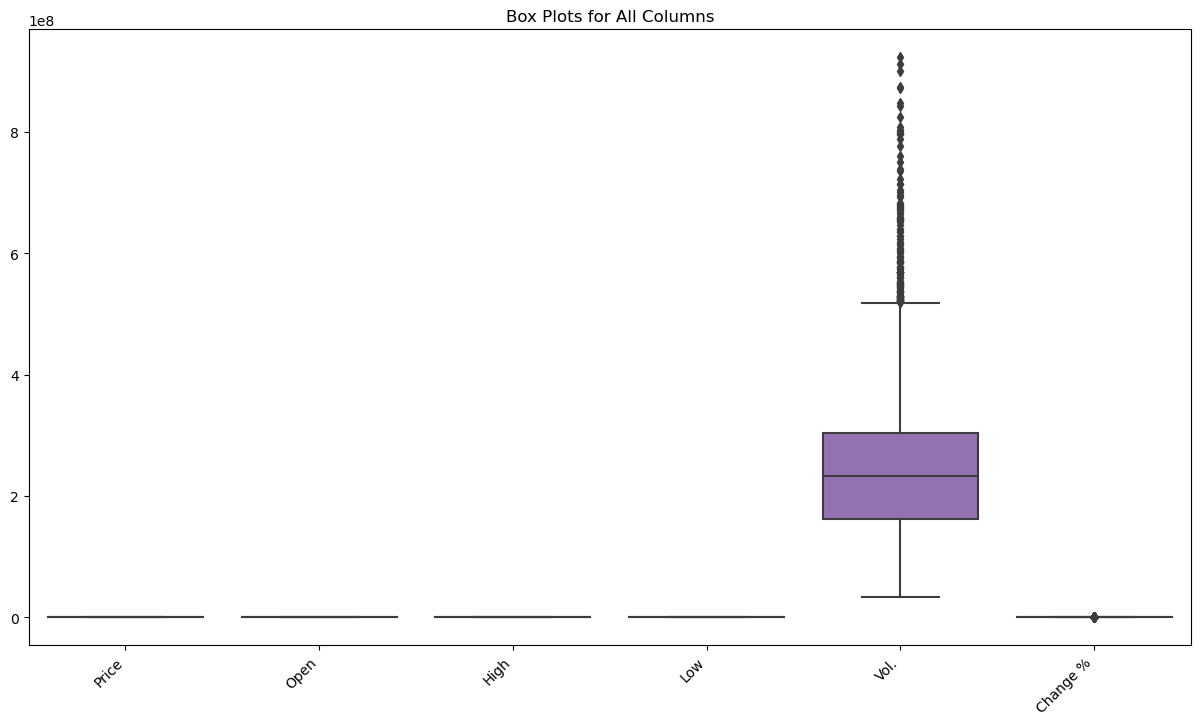 Box Plots for All Columns
1e8
8
6
4
2
0
Price
Open
High
Low
Vol.
Change %